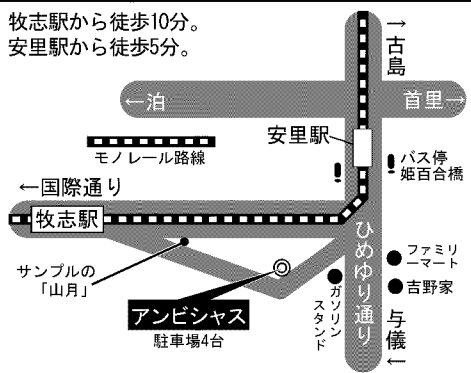 牧志駅から徒歩10分。
安里駅から徒歩5分。
→古島
←泊
首里→
安里駅
モノレール路線
バス停
姫百合橋
←国際通り
牧志駅
ひめゆり通り
サンプルの
「山月」
ファミリ
ーマート
吉野家
ガソリン
スタンド
アンビシャス
駐車場4台
与儀←